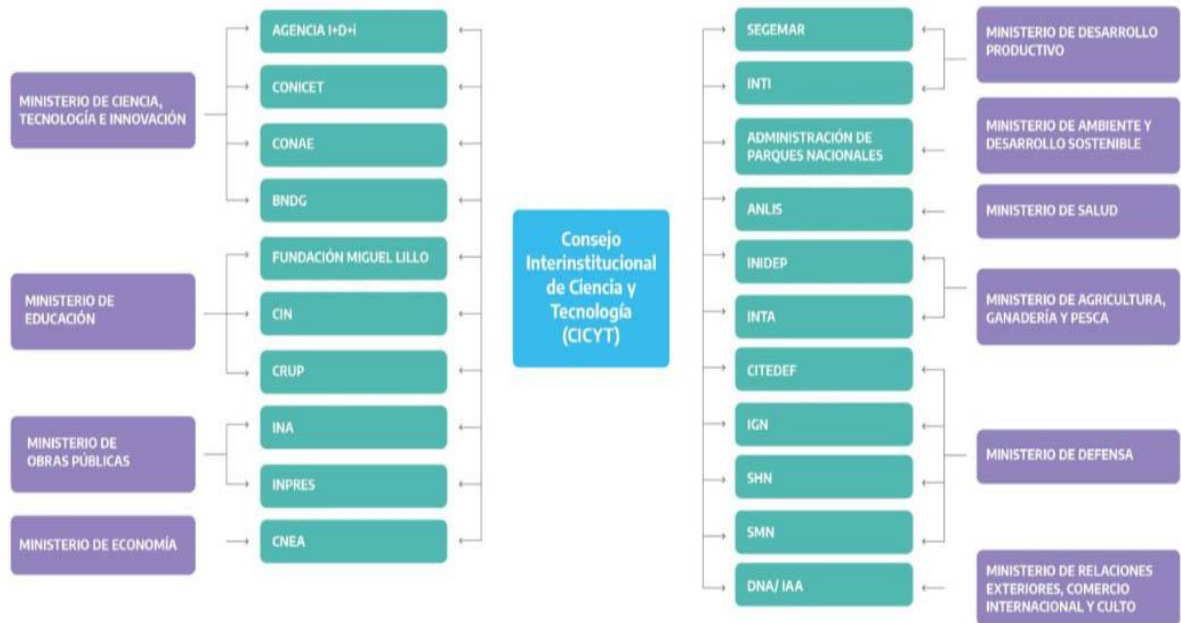 MINISTERIO DE CIENCIA,
TECNOLOGÍA E INNOVACIÓN
AGENCIA I+D+i
CONICET
CONAE
BNDG
MINISTERIO DE
EDUCACIÓN
FUNDACIÓN MIGUEL LILLO
CIN
CRUP
MINISTERIO DE
OBRAS PÚBLICAS
INA
INPRES
MINISTERIO DE ECONOMÍA
CNEA
Consejo
Interinstitucional
de Ciencia y
Tecnología
(CICYT)
SEGEMAR
INTI
MINISTERIO DE DESARROLLO
PRODUCTIVO
ADMINISTRACIÓN DE
PARQUES NACIONALES
MINISTERIO DE AMBIENTE Y
DESARROLLO SOSTENIBLE
ANLIS
MINISTERIO DE SALUD
INIDEP
INTA
MINISTERIO DE AGRICULTURA,
GANADERÍA Y PESCA
CITEDEF
IGN
SHN
SMN
MINISTERIO DE DEFENSA
DNA/ IAA
MINISTERIO DE RELACIONES
EXTERIORES, COMERCIO
INTERNACIONAL Y CULTO